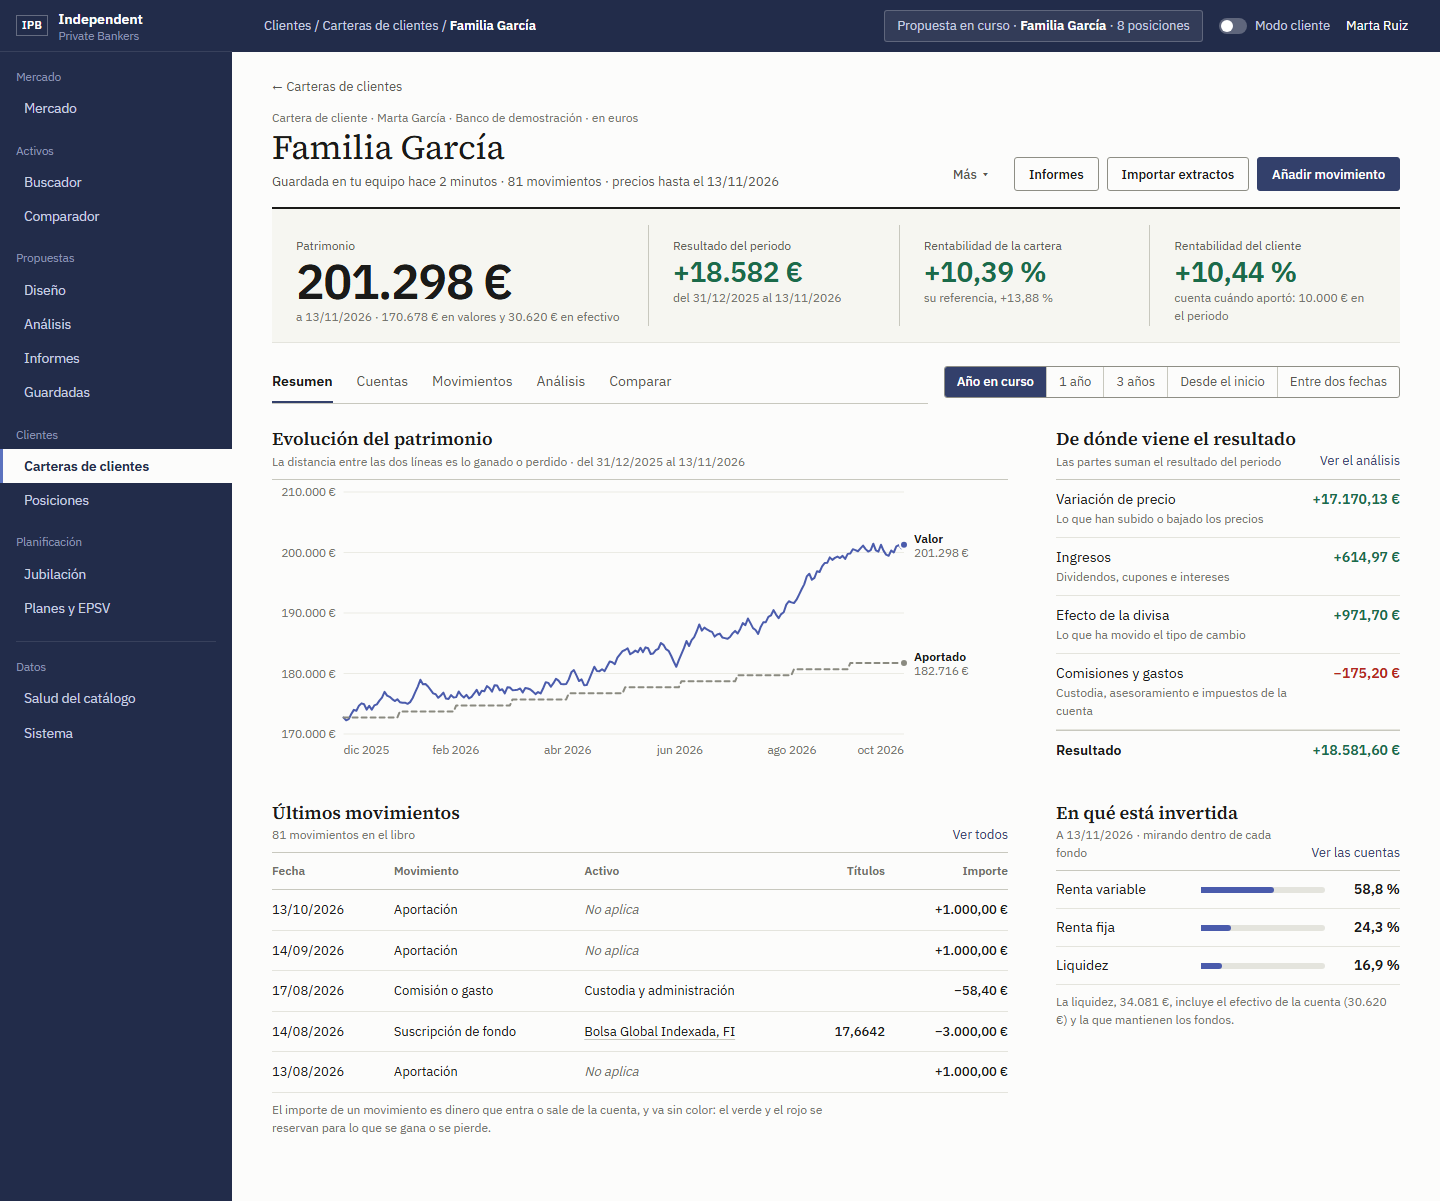 IPB
Independent
Private Bankers
Clientes / Carteras de clientes / Familia García
Propuesta en curso · Familia García · 8 posiciones
Modo cliente
Marta Ruiz
Mercado
Mercado
Activos
Buscador
Comparador
Propuestas
Diseño
Análisis
Informes
Guardadas
Clientes
Carteras de clientes
Posiciones
Planificación
Jubilación
Planes y EPSV
Datos
Salud del catálogo
Sistema
← Carteras de clientes
Cartera de cliente · Marta García · Banco de demostración · en euros
Familia García
Guardada en tu equipo hace 2 minutos · 81 movimientos · precios hasta el 13/11/2026
Más
Informes
Importar extractos
Añadir movimiento
Patrimonio
201.298 €
a 13/11/2026 · 170.678 € en valores y 30.620 € en efectivo
Resultado del periodo
+18.582 €
del 31/12/2025 al 13/11/2026
Rentabilidad de la cartera
+10,39 %
su referencia, +13,88 %
Rentabilidad del cliente
+10,44 %
cuenta cuándo aportó: 10.000 € en
el periodo
Resumen
Cuentas
Movimientos
Análisis
Comparar
Año en curso
1 año
3 años
Desde el inicio
Entre dos fechas
Evolución del patrimonio
La distancia entre las dos líneas es lo ganado o perdido · del 31/12/2025 al 13/11/2026
210.000 €
200.000 €
190.000 €
180.000 €
170.000 €
Valor
201.298 €
Aportado
182.716 €
dic 2025
feb 2026
abr 2026
jun 2026
ago 2026
oct 2026
De dónde viene el resultado
Las partes suman el resultado del periodo
Ver el análisis
Variación de precio +17.170,13 €
Lo que han subido o bajado los precios
Ingresos +614,97 €
Dividendos, cupones e intereses
Efecto de la divisa +971,70 €
Lo que ha movido el tipo de cambio
Comisiones y gastos −175,20 €
Custodia, asesoramiento e impuestos de la
cuenta
Resultado +18.581,60 €
Últimos movimientos
81 movimientos en el libro
Ver todos
Fecha Movimiento Activo Títulos Importe
13/10/2026 Aportación No aplica +1.000,00 €
14/09/2026 Aportación No aplica +1.000,00 €
17/08/2026 Comisión o gasto Custodia y administración −58,40 €
14/08/2026 Suscripción de fondo Bolsa Global Indexada, FI 17,6642 −3.000,00 €
13/08/2026 Aportación No aplica +1.000,00 €
El importe de un movimiento es dinero que entra o sale de la cuenta, y va sin color: el verde y el rojo se
reservan para lo que se gana o se pierde.
En qué está invertida
A 13/11/2026 · mirando dentro de cada
fondo
Ver las cuentas
Renta variable 58,8 %
Renta fija 24,3 %
Liquidez 16,9 %
La liquidez, 34.081 €, incluye el efectivo de la cuenta (30.620
€) y la que mantienen los fondos.